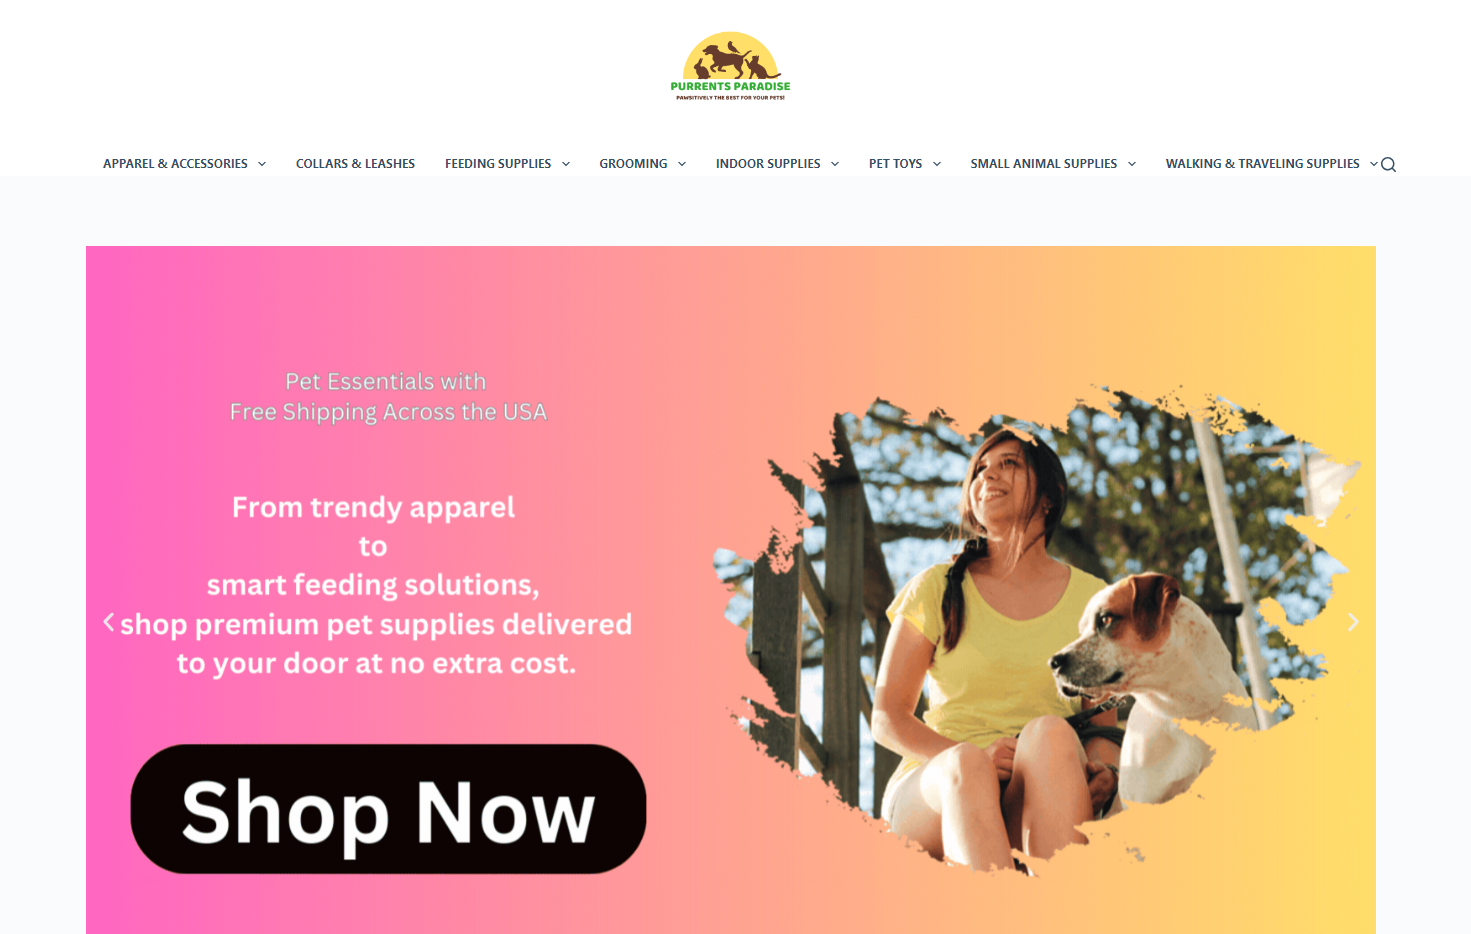 PURRENTS PARADISE
PAWSITIVELY THE BEST FOR YOUR PETS!
APPAREL & ACCESSORIES COLLARS & LEASHES FEEDING SUPPLIES GROOMING INDOOR SUPPLIES PET TOYS SMALL ANIMAL SUPPLIES WALKING & TRAVELING SUPPLIES
Pet Essentials with
Free Shipping Across the USA
From trendy apparel
to
smart feeding solutions,
shop premium pet supplies delivered
to your door at no extra cost.
Shop Now